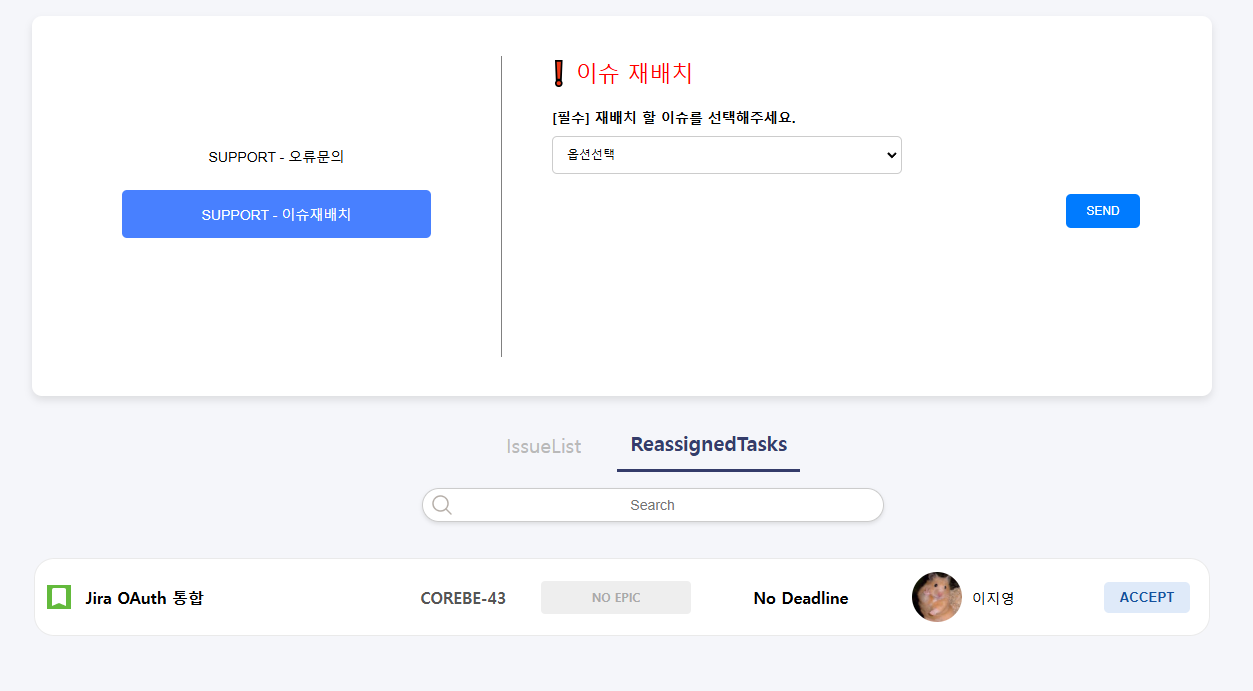 SUPPORT - 오류문의
SUPPORT - 이슈재배치
❗ 이슈 재배치
[필수] 재배치 할 이슈를 선택해주세요.
옵션선택
SEND
IssueList
ReassignedTasks
Search
Jira OAuth 통합 COREBE-43 NO EPIC No Deadline 이지영 ACCEPT